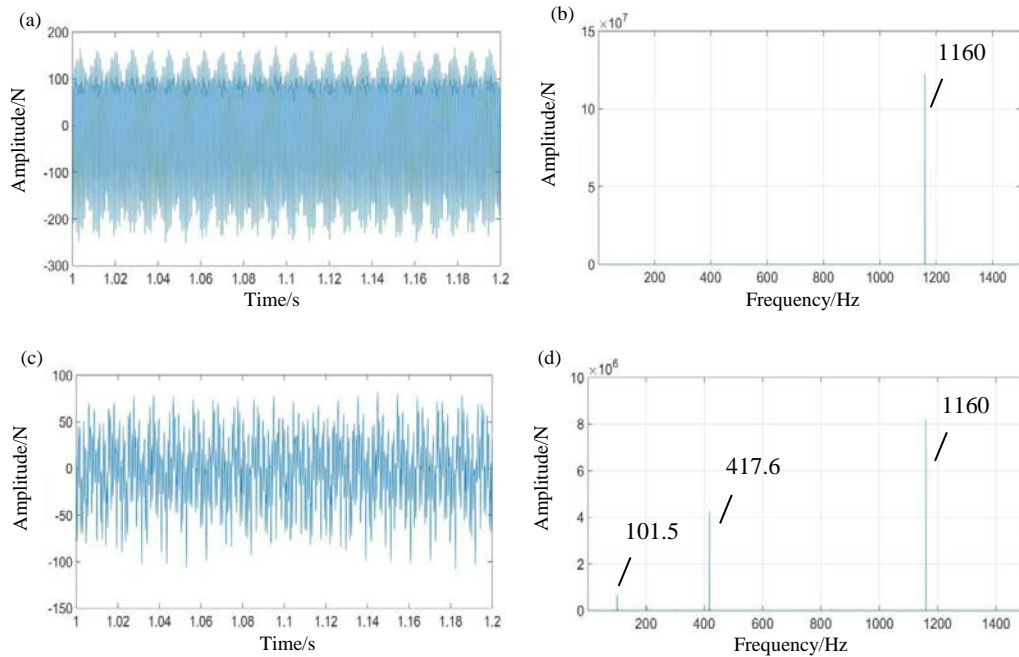 (a)
200
100
0
-100
-200
-300
Amplitude/N
1 1.02 1.04 1.06 1.08 1.1 1.12 1.14 1.16 1.18 1.2
Time/s
(b)
×10⁷
15
10
5
0
Amplitude/N
1160
200 400 600 800 1000 1200 1400
Frequency/Hz
(c)
100
50
0
-50
-100
-150
Amplitude/N
1 1.02 1.04 1.06 1.08 1.10 1.12 1.14 1.16 1.18 1.2
Time/s
(d)
×10⁶
10
8
6
4
2
0
Amplitude/N
1160
417.6
101.5
200 400 600 800 1000 1200 1400
Frequency/Hz